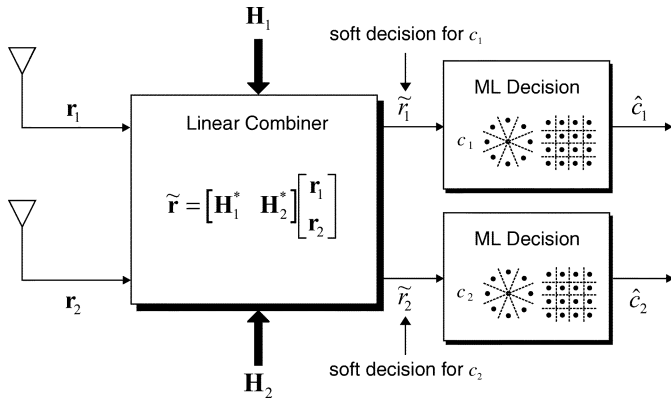 H₁
soft decision for c₁
r₁
Linear Combiner
r̃ = [H₁* H₂*] [r₁
r₂]
r̃₁
ML Decision
c₁
ĉ₁
r₂
r̃₂
ML Decision
c₂
ĉ₂
soft decision for c₂
H₂